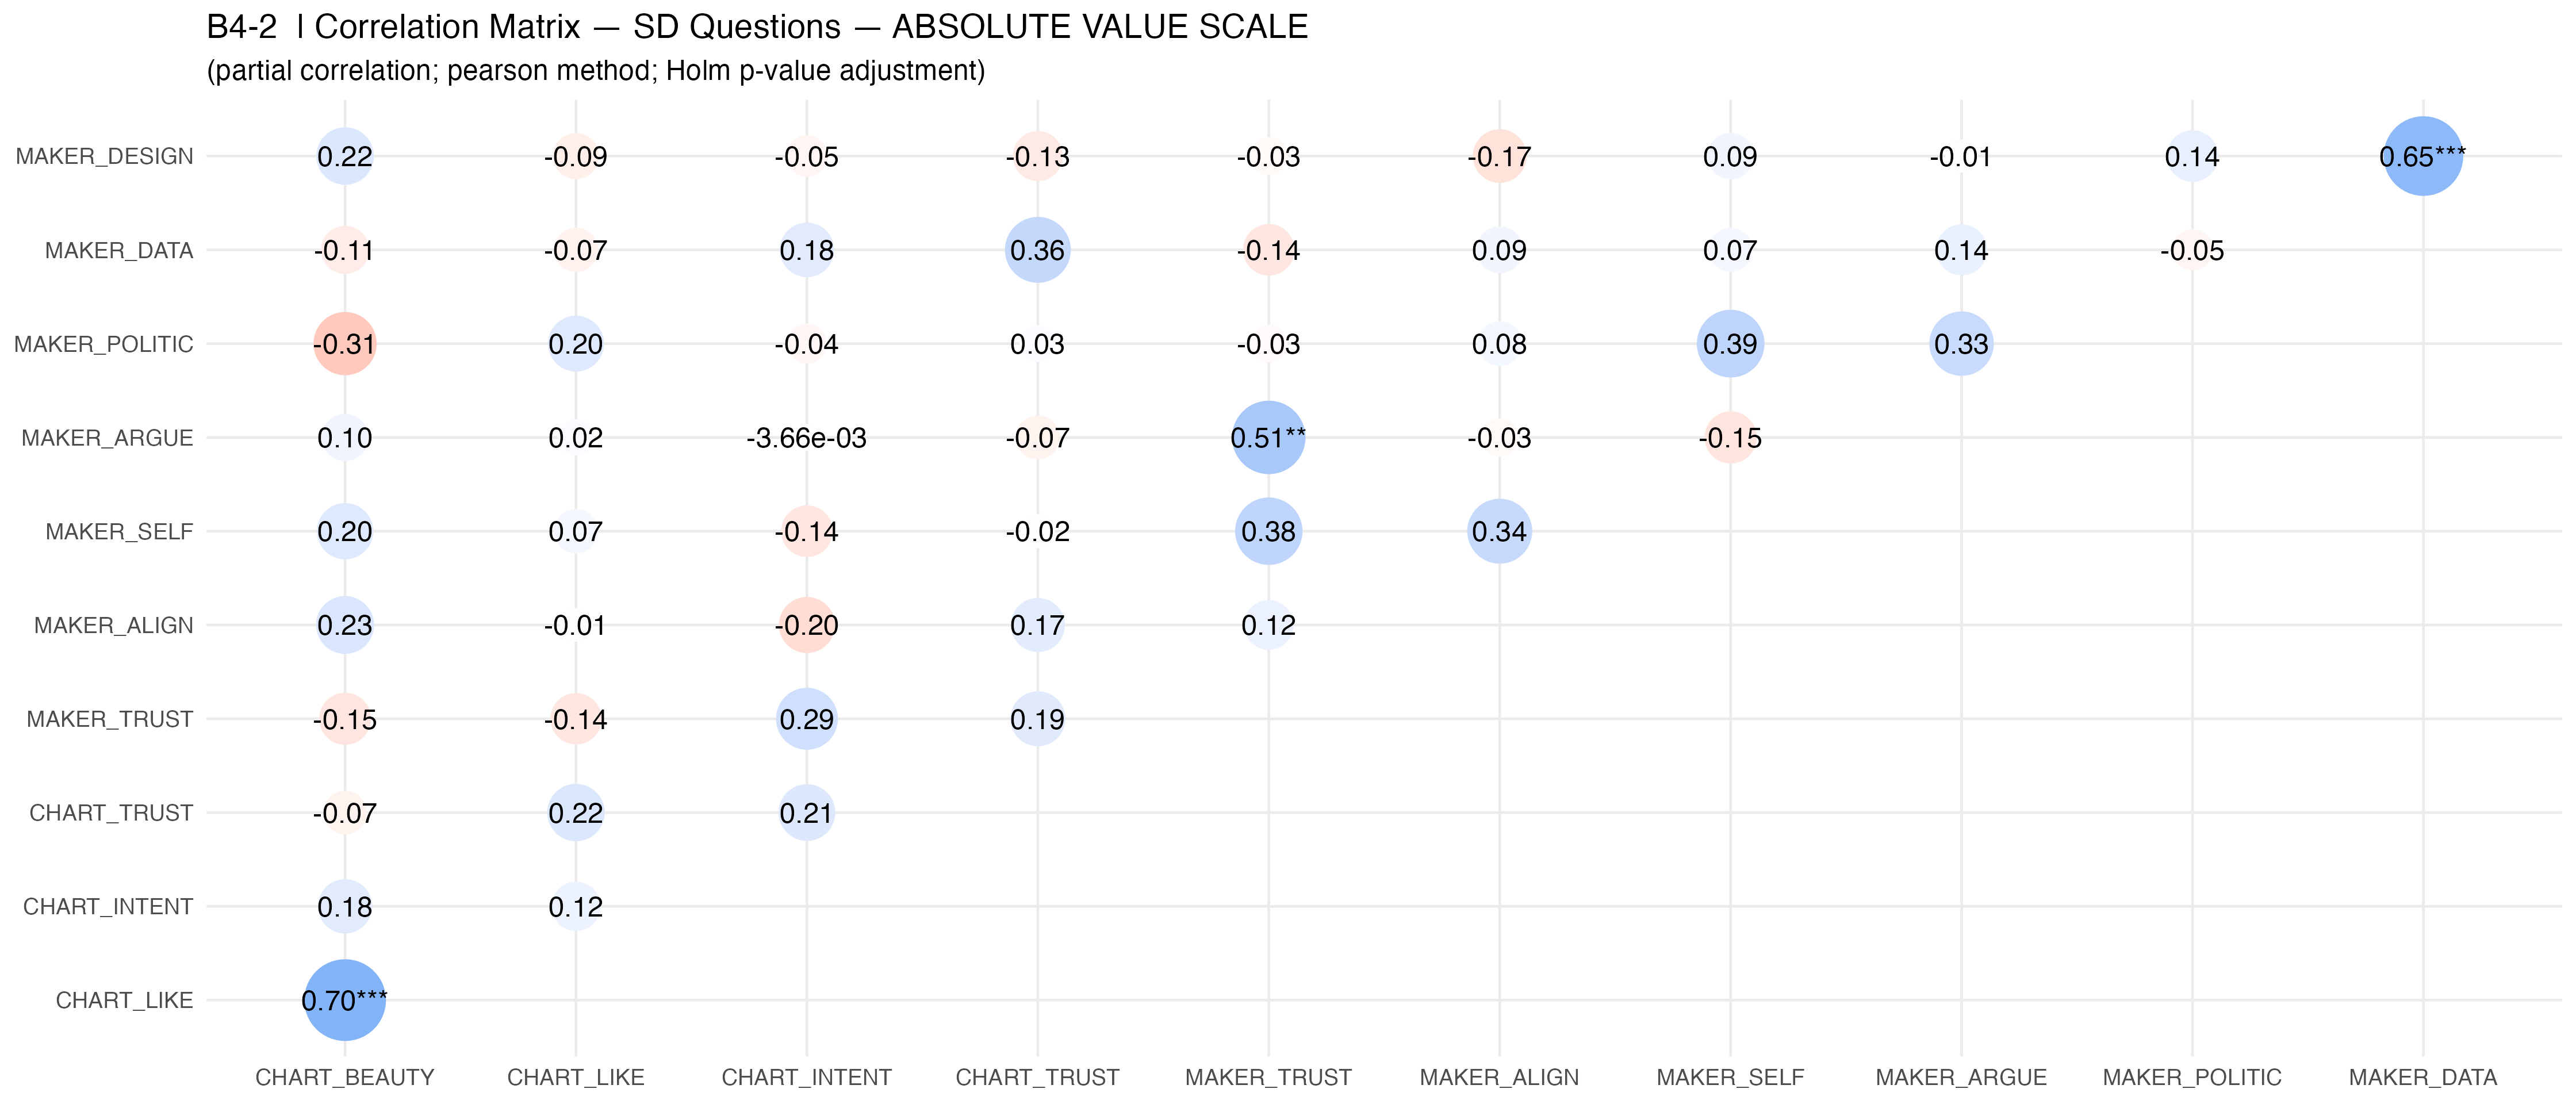 B4-2 | Correlation Matrix — SD Questions — ABSOLUTE VALUE SCALE
(partial correlation; pearson method; Holm p-value adjustment)
MAKER_DESIGN 0.22 -0.09 -0.05 -0.13 -0.03 -0.17 0.09 -0.01 0.14 0.65***
MAKER_DATA -0.11 -0.07 0.18 0.36 -0.14 0.09 0.07 0.14 -0.05
MAKER_POLITIC -0.31 0.20 -0.04 0.03 -0.03 0.08 0.39 0.33
MAKER_ARGUE 0.10 0.02 -3.66e-03 -0.07 0.51** -0.03 -0.15
MAKER_SELF 0.20 0.07 -0.14 -0.02 0.38 0.34
MAKER_ALIGN 0.23 -0.01 -0.20 0.17 0.12
MAKER_TRUST -0.15 -0.14 0.29 0.19
CHART_TRUST -0.07 0.22 0.21
CHART_INTENT 0.18 0.12
CHART_LIKE 0.70***
CHART_BEAUTY CHART_LIKE CHART_INTENT CHART_TRUST MAKER_TRUST MAKER_ALIGN MAKER_SELF MAKER_ARGUE MAKER_POLITIC MAKER_DATA